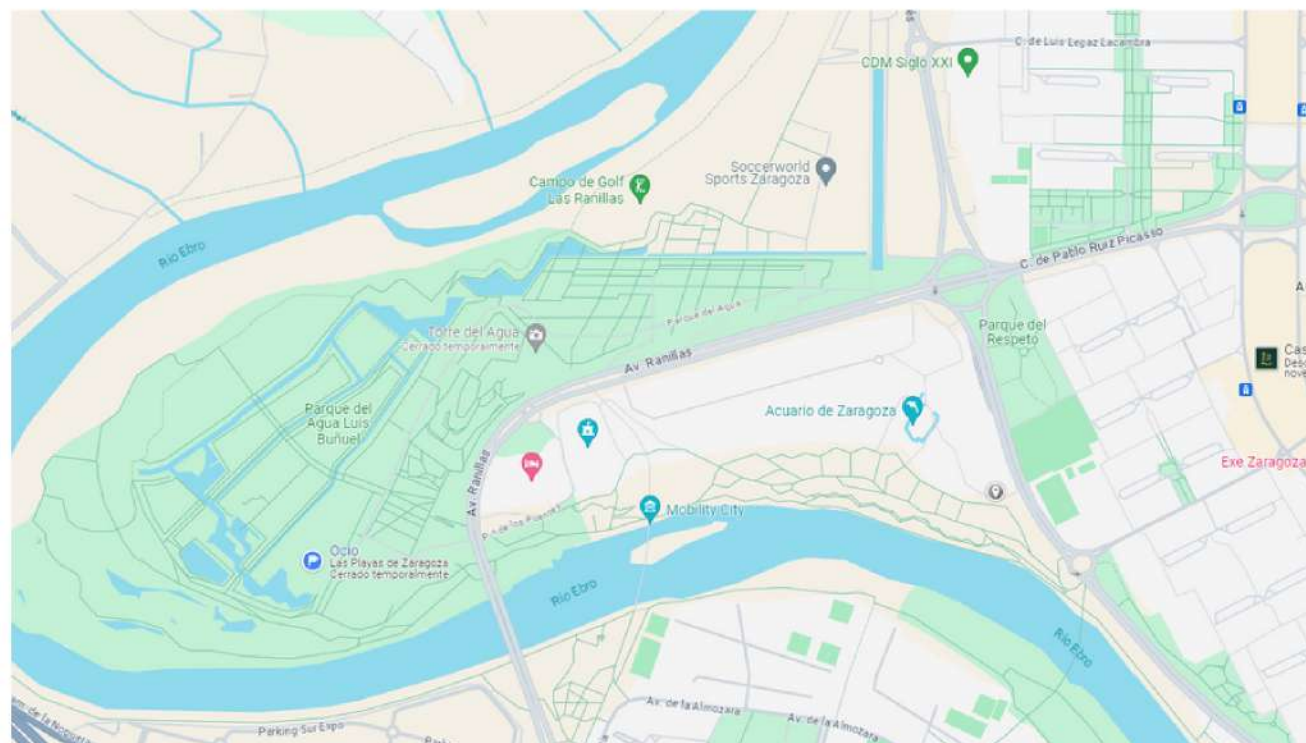 C. de Luis Legaz Lacambra
CDM Siglo XXI
Soccerworld
Sports Zaragoza
Campo de Golf
Las Ranillas
Río Ebro
C. de Pablo Ruiz Picasso
Parque del Agua
Torre del Agua
Cerrado temporalmente
Parque del
Respeto
Av. Ranillas
Parque del
Agua Luis
Buñuel
Acuario de Zaragoza
Av. Ranillas
Exe Zaragoza
Mobility City
Ocio
Las Playas de Zaragoza
Cerrado temporalmente
Río Ebro
Río Ebro
Av. de la Almozara
Av. de la Almozara
Parking Sur Expo